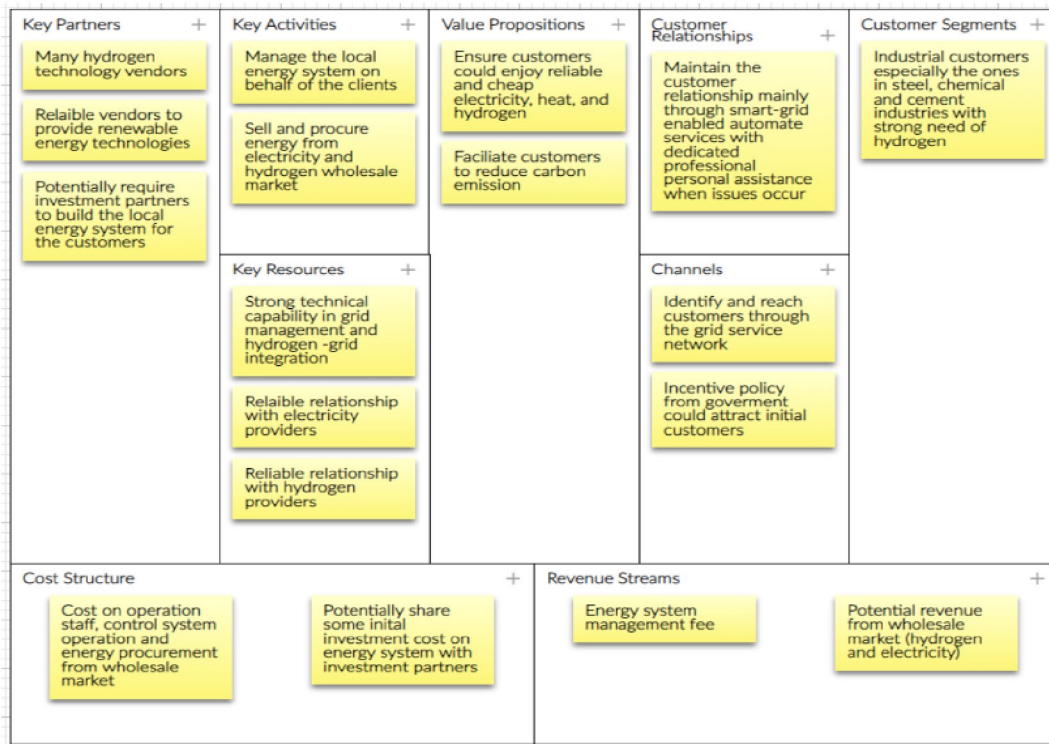 Key Partners +
Many hydrogen
technology vendors
Relaible vendors to
provide renewable
energy technologies
Potentially require
investment partners
to build the local
energy system for
the customers
Key Activities +
Manage the local
energy system on
behalf of the clients
Sell and procure
energy from
electricity and
hydrogen wholesale
market
Key Resources +
Strong technical
capability in grid
management and
hydrogen -grid
integration
Relaible relationship
with electricity
providers
Reliable relationship
with hydrogen
providers
Value Propositions +
Ensure customers
could enjoy reliable
and cheap
electricity, heat, and
hydrogen
Faciliate customers
to reduce carbon
emission
Customer
Relationships +
Maintain the
customer
relationship mainly
through smart-grid
enabled automate
services with
dedicated
professional
personal assistance
when issues occur
Channels +
Identify and reach
customers through
the grid service
network
Incentive policy
from goverment
could attract initial
customers
Customer Segments +
Industrial customers
especially the ones
in steel, chemical
and cement
industries with
strong need of
hydrogen
Cost Structure +
Cost on operation
staff, control system
operation and
energy procurement
from wholesale
market
Potentially share
some inital
investment cost on
energy system with
investment partners
Revenue Streams +
Energy system
management fee
Potential revenue
from wholesale
market (hydrogen
and electricity)